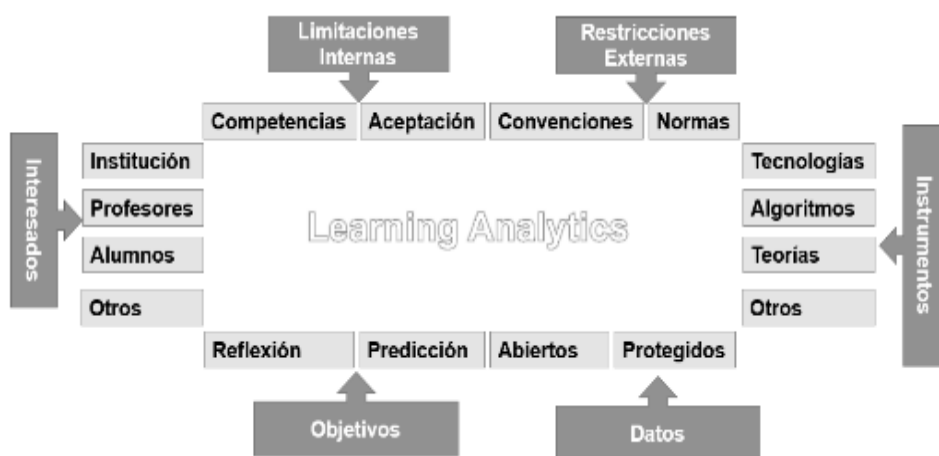 Limitaciones
Internas
Restricciones
Externas
Competencias
Aceptación
Convenciones
Normas
Interesados
Institución
Profesores
Alumnos
Otros
Learning Analytics
Tecnologías
Algoritmos
Teorías
Otros
Instrumentos
Reflexión
Predicción
Abiertos
Protegidos
Objetivos
Datos